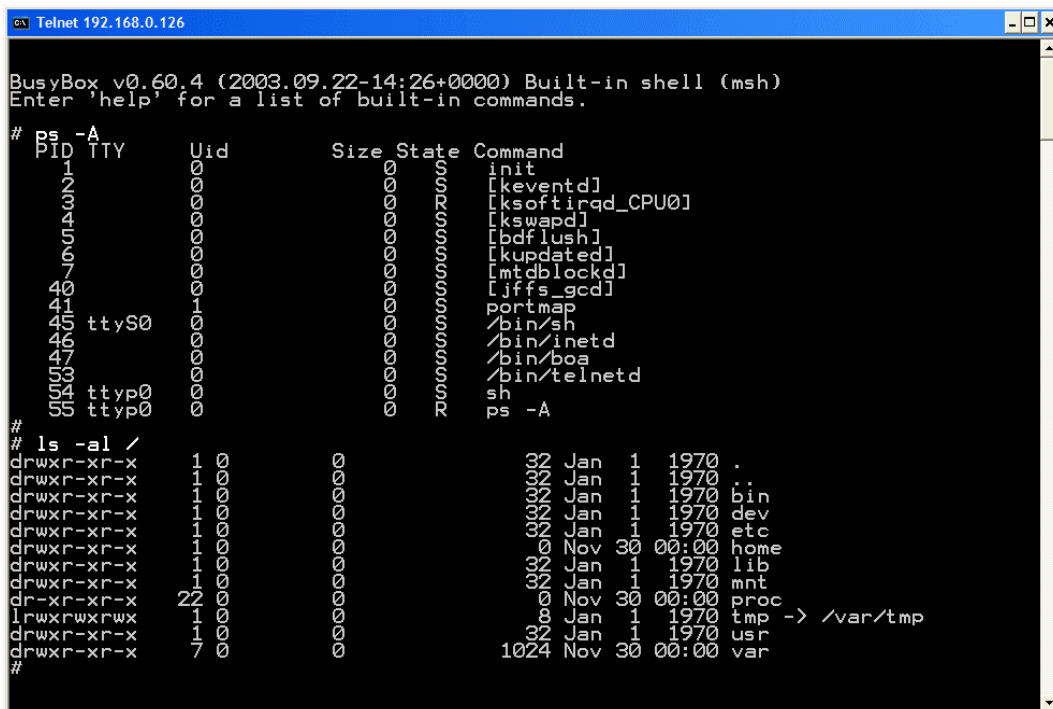 Telnet 192.168.0.126
BusyBox v0.60.4 (2003.09.22-14:26+0000) Built-in shell (msh)
Enter 'help' for a list of built-in commands.
# ps -A
  PID TTY     Uid        Size State Command
    1         0             0   S   init
    2         0             0   S   [keventd]
    3         0             0   R   [ksoftirqd_CPU0]
    4         0             0   S   [kswapd]
    5         0             0   S   [bdflush]
    6         0             0   S   [kupdated]
    7         0             0   S   [mtdblockd]
   40         0             0   S   [jffs_gcd]
   41         1             0   S   portmap
   45 ttyS0   0             0   S   /bin/sh
   46         0             0   S   /bin/inetd
   47         0             0   S   /bin/boa
   53         0             0   S   /bin/telnetd
   54 ttyp0   0             0   S   sh
   55 ttyp0   0             0   R   ps -A
#
# ls -al /
drwxr-xr-x    1 0        0              32 Jan  1  1970 .
drwxr-xr-x    1 0        0              32 Jan  1  1970 ..
drwxr-xr-x    1 0        0              32 Jan  1  1970 bin
drwxr-xr-x    1 0        0              32 Jan  1  1970 dev
drwxr-xr-x    1 0        0              32 Jan  1  1970 etc
drwxr-xr-x    1 0        0               0 Nov 30 00:00 home
drwxr-xr-x    1 0        0              32 Jan  1  1970 lib
drwxr-xr-x    1 0        0              32 Jan  1  1970 mnt
dr-xr-xr-x   22 0        0               0 Nov 30 00:00 proc
lrwxrwxrwx    1 0        0               8 Jan  1  1970 tmp -> /var/tmp
drwxr-xr-x    1 0        0              32 Jan  1  1970 usr
drwxr-xr-x    7 0        0            1024 Nov 30 00:00 var
#